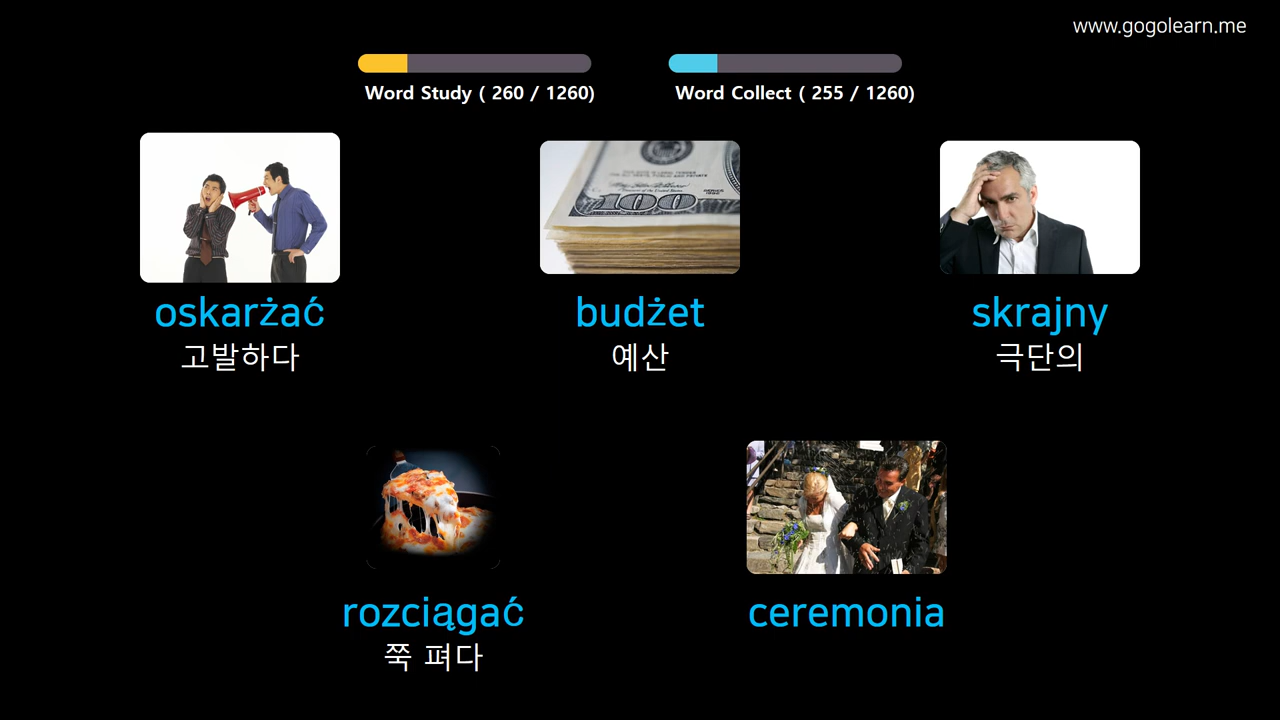 www.gogolearn.me
Word Study ( 260 / 1260)
Word Collect ( 255 / 1260)
oskarżać
고발하다
budżet
예산
skrajny
극단의
rozciągać
쭉 펴다
ceremonia
100